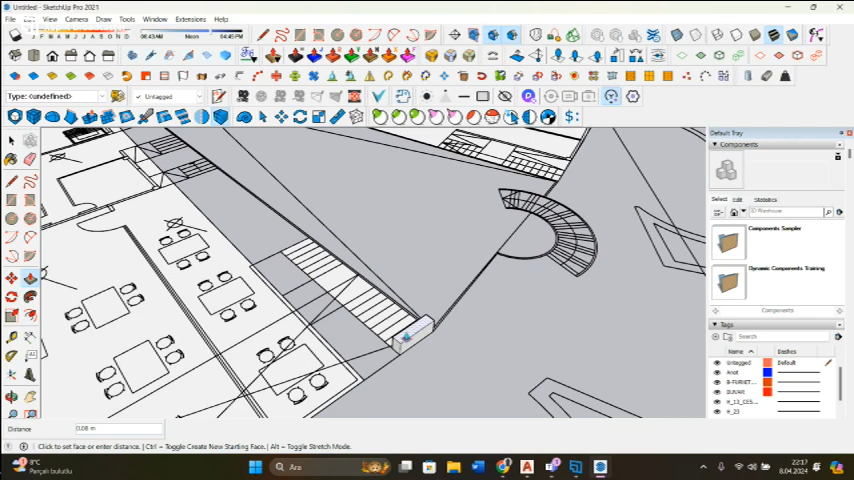 Untitled - SketchUp Pro 2021
File Edit View Camera Draw Tools Window Extensions Help
06:43 AM Noon 04:45 PM
Type: <undefined>
Untagged
Default Tray
Components
Select Edit Statistics
3D Warehouse
Components Sampler
Dynamic Components Training
Components
Tags
Search
Name Dashes
Untagged Default
DUVAR
H_23
Distance 0.08 m
Click to set face or enter distance. | Ctrl = Toggle Create New Starting Face. | Alt = Toggle Stretch Mode.
8°C
Parçalı bulutlu
Ara
22:17
8.04.2024